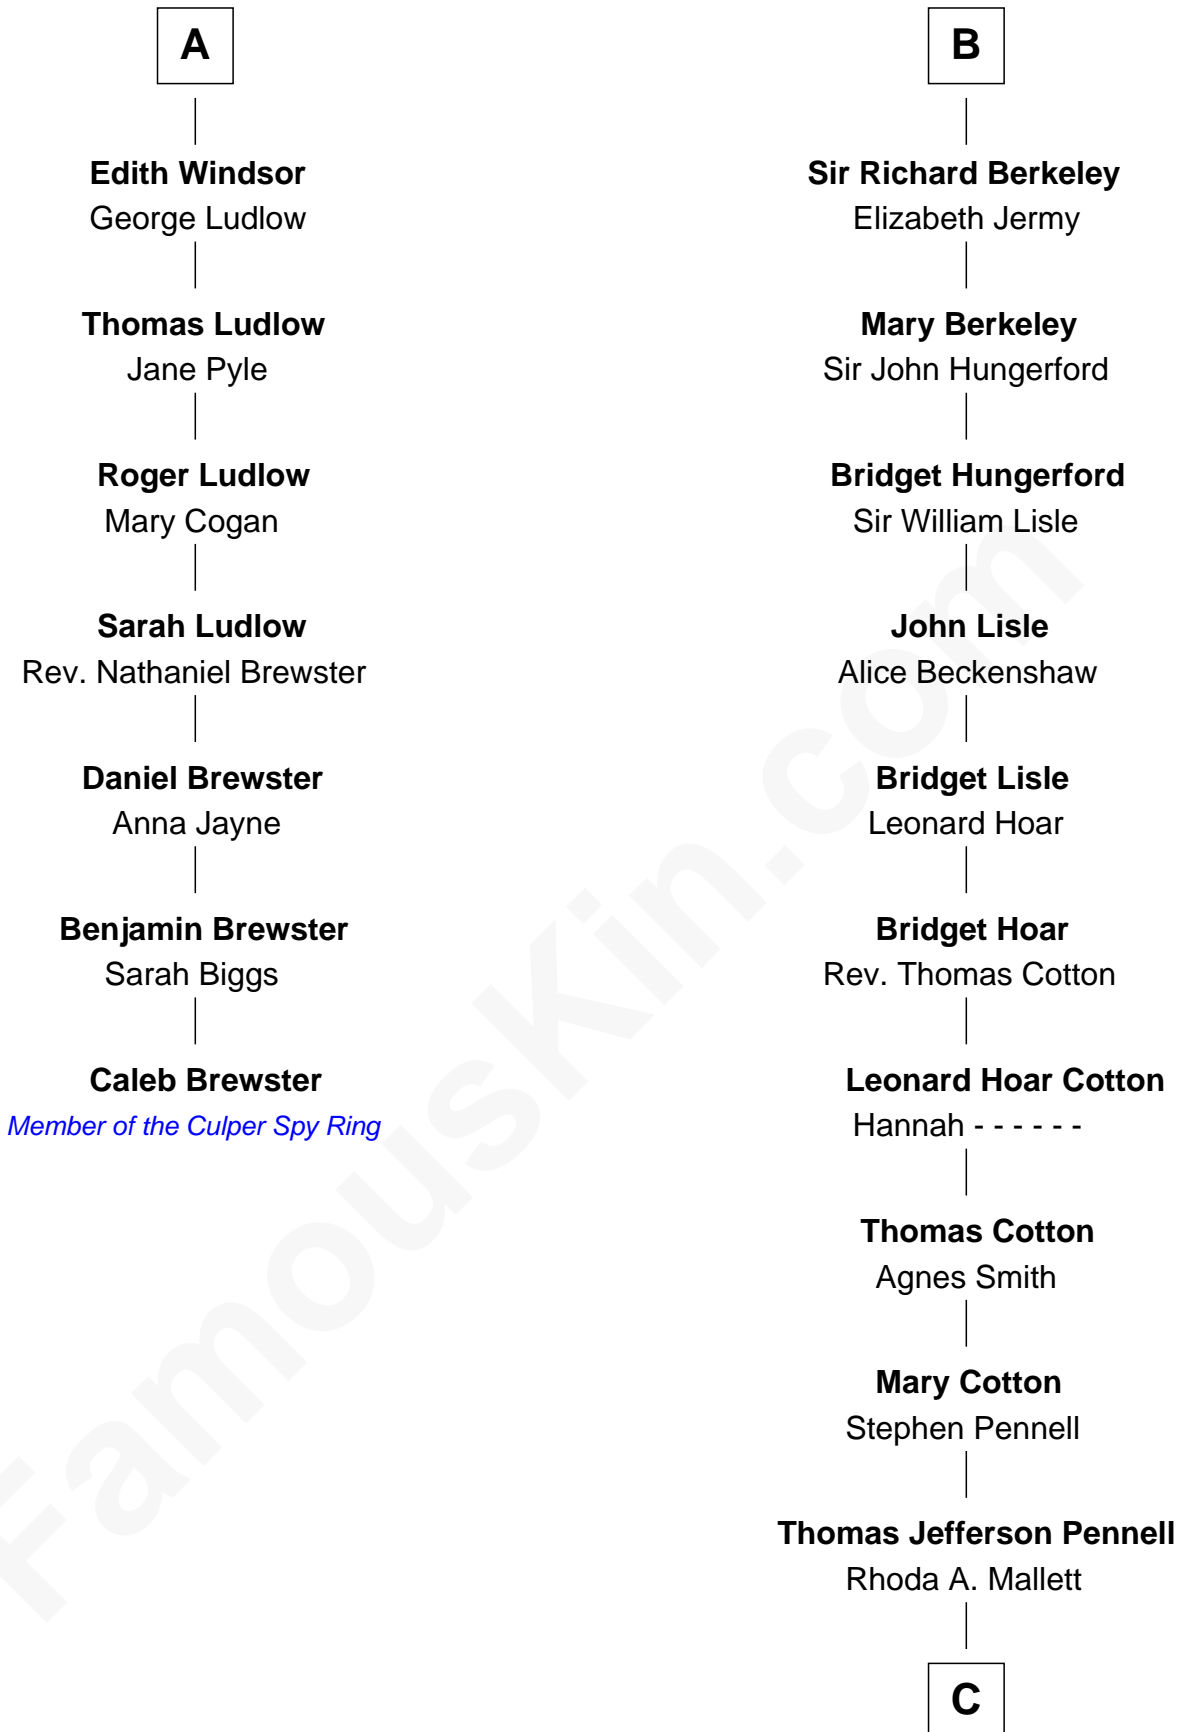 A
Edith Windsor
George Ludlow
Thomas Ludlow
Jane Pyle
Roger Ludlow
Mary Cogan
Sarah Ludlow
Rev. Nathaniel Brewster
Daniel Brewster
Anna Jayne
Benjamin Brewster
Sarah Biggs
Caleb Brewster
Member of the Culper Spy Ring
B
Sir Richard Berkeley
Elizabeth Jermy
Mary Berkeley
Sir John Hungerford
Bridget Hungerford
Sir William Lisle
John Lisle
Alice Beckenshaw
Bridget Lisle
Leonard Hoar
Bridget Hoar
Rev. Thomas Cotton
Leonard Hoar Cotton
Hannah - - - - - -
Thomas Cotton
Agnes Smith
Mary Cotton
Stephen Pennell
Thomas Jefferson Pennell
Rhoda A. Mallett
C
FamousKin.com